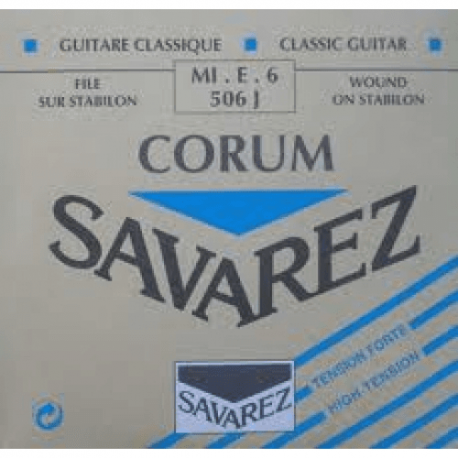 GUITARE CLASSIQUE CLASSIC GUITAR
FILE MI . E . 6 WOUND
SUR STABILON 506 J ON STABILON
CORUM
SAVAREZ
TENSION FORTE
HIGH TENSION
SAVAREZ